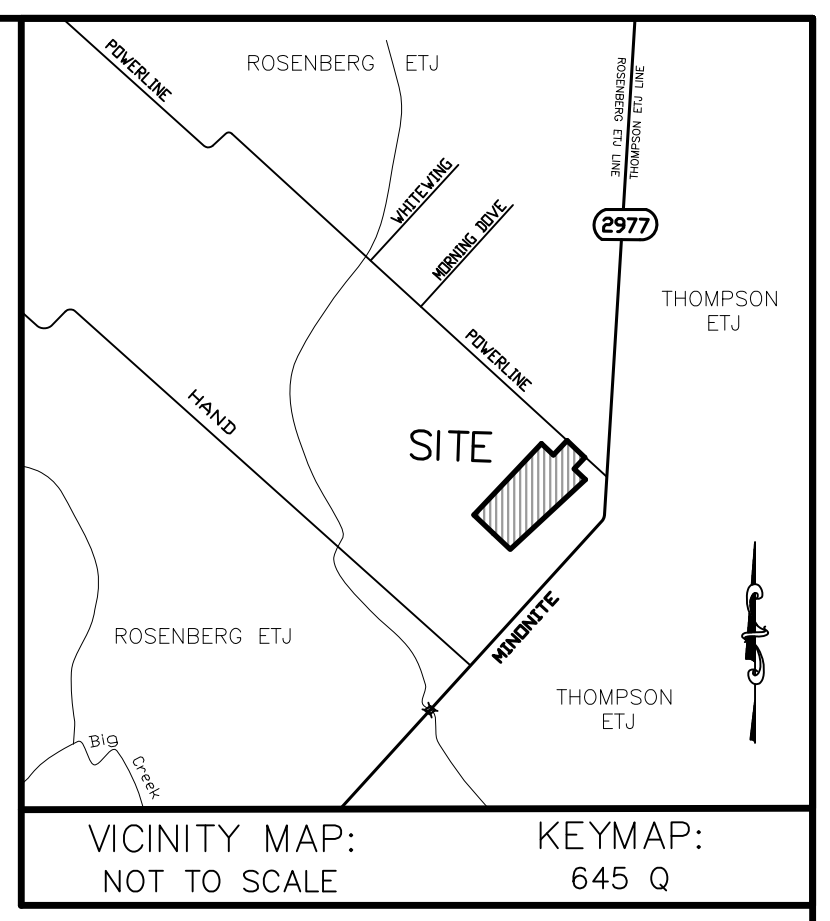 POWERLINE
ROSENBERG ETJ
ROSENBERG ETJ LINE
THOMPSON ETJ LINE
WHITEWING
MORNING DOVE
2977
THOMPSON
ETJ
POWERLINE
HAND
SITE
MINONITE
ROSENBERG ETJ
THOMPSON
ETJ
Big
Creek
VICINITY MAP:
NOT TO SCALE
KEYMAP:
645 Q